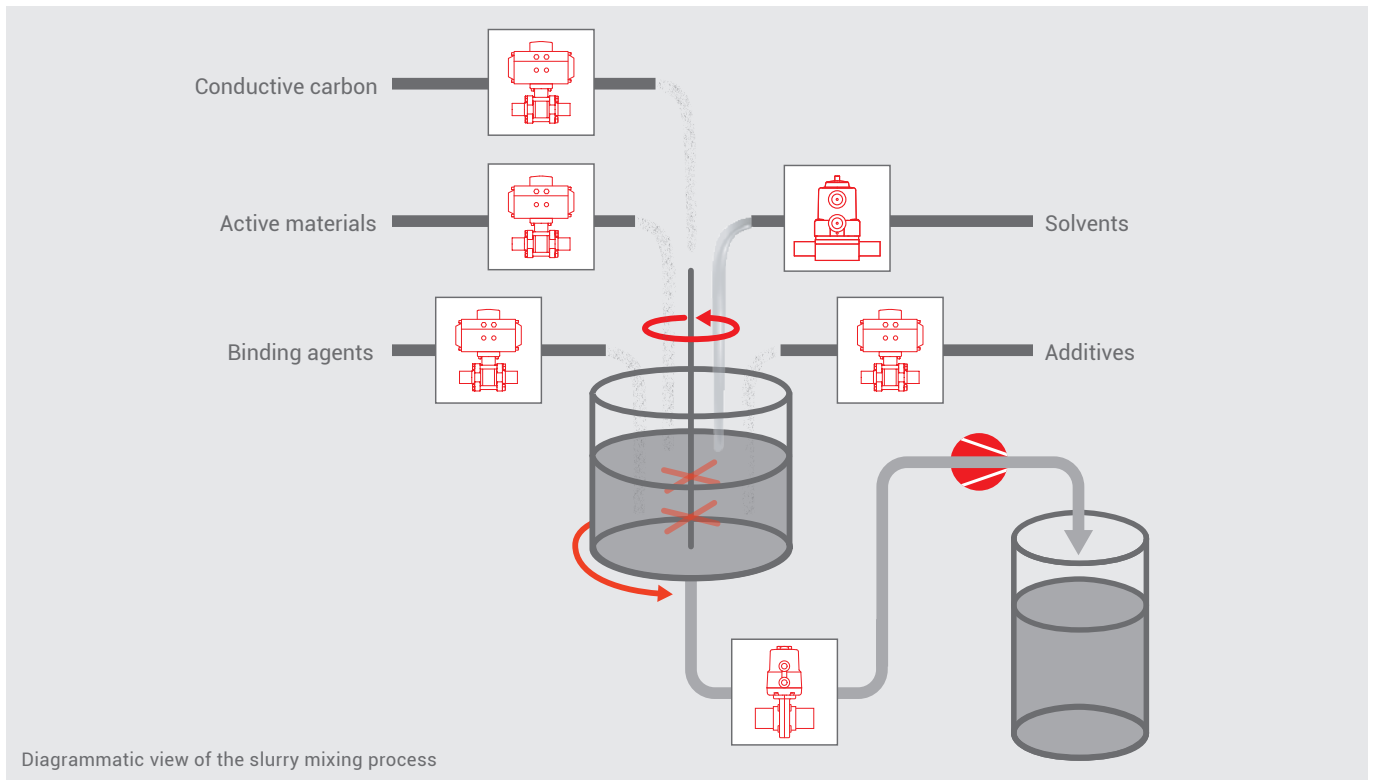 Conductive carbon
Active materials
Solvents
Binding agents
Additives
Diagrammatic view of the slurry mixing process